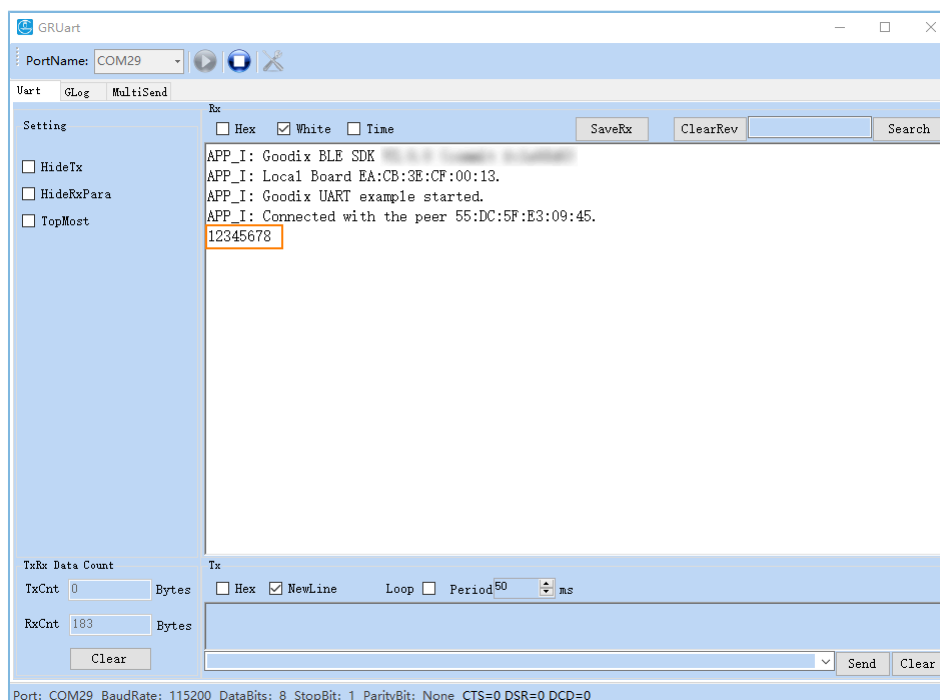 GRUart
PortName: COM29
Uart GLog MultiSend
Setting
HideTx
HideRxPara
TopMost
Rx
Hex White Time SaveRx ClearRev Search
APP_I: Goodix BLE SDK
APP_I: Local Board EA:CB:3E:CF:00:13.
APP_I: Goodix UART example started.
APP_I: Connected with the peer 55:DC:5F:E3:09:45.
12345678
TxRx Data Count
TxCnt 0 Bytes
RxCnt 183 Bytes
Clear
Tx
Hex NewLine Loop Period 50 ms
Send Clear
Port: COM29 BaudRate: 115200 DataBits: 8 StopBit: 1 ParityBit: None CTS=0 DSR=0 DCD=0